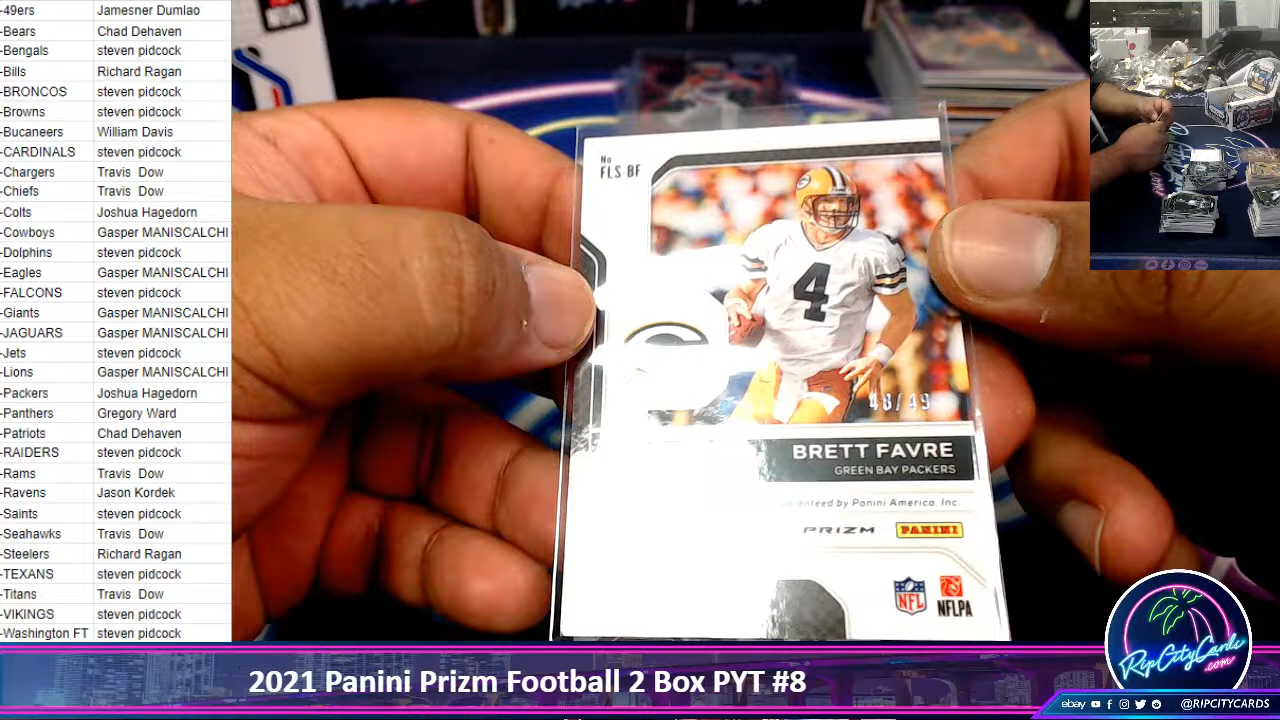 -49ers Jamesner Dumlao
-Bears Chad Dehaven
-Bengals steven pidcock
-Bills Richard Ragan
-BRONCOS steven pidcock
-Browns steven pidcock
-Bucaneers William Davis
-CARDINALS steven pidcock
-Chargers Travis Dow
-Chiefs Travis Dow
-Colts Joshua Hagedorn
-Cowboys Gasper MANISCALCHI
-Dolphins steven pidcock
-Eagles Gasper MANISCALCHI
-FALCONS steven pidcock
-Giants Gasper MANISCALCHI
-JAGUARS Gasper MANISCALCHI
-Jets steven pidcock
-Lions Gasper MANISCALCHI
-Packers Joshua Hagedorn
-Panthers Gregory Ward
-Patriots Chad Dehaven
-RAIDERS steven pidcock
-Rams Travis Dow
-Ravens Jason Kordek
-Saints steven pidcock
-Seahawks Travis Dow
-Steelers Richard Ragan
-TEXANS steven pidcock
-Titans Travis Dow
-VIKINGS steven pidcock
-Washington FT steven pidcock
No
FLS-BF
4
48/49
BRETT FAVRE
GREEN BAY PACKERS
by Panini America, Inc.
PRIZM PANINI
NFL NFLPA
2021 Panini Prizm Football 2 Box PYT #8
RipCityCards
.com
ebay @RIPCITYCARDS